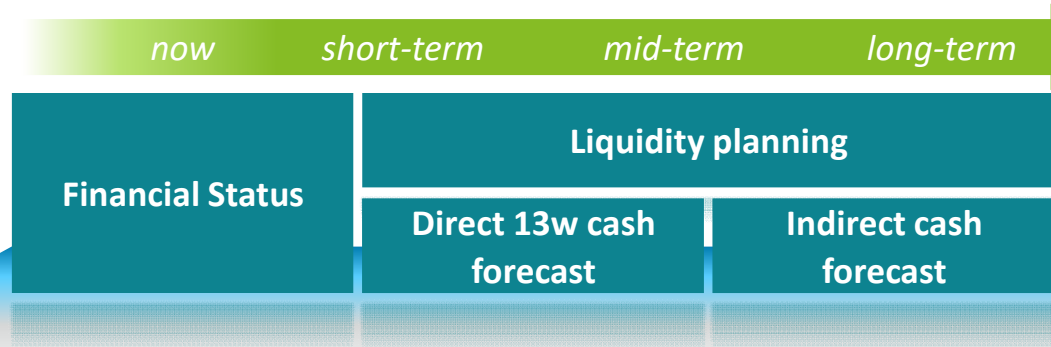 now short-term mid-term long-term
Financial Status
Liquidity planning
Direct 13w cash
forecast
Indirect cash
forecast